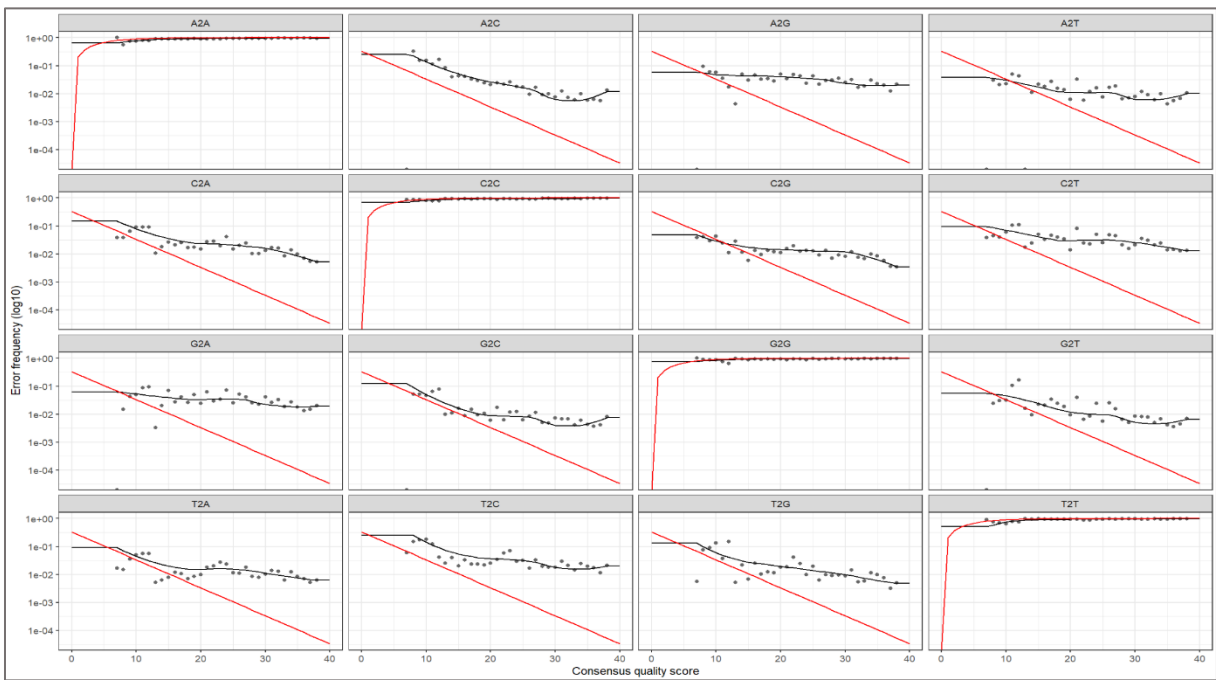 A2A A2C A2G A2T
1e+00
1e-01
1e-02
1e-03
1e-04
C2A C2C C2G C2T
1e+00
1e-01
1e-02
1e-03
1e-04
G2A G2C G2G G2T
1e+00
1e-01
1e-02
1e-03
1e-04
T2A T2C T2G T2T
1e+00
1e-01
1e-02
1e-03
1e-04
0 10 20 30 40 0 10 20 30 40 0 10 20 30 40 0 10 20 30 40
Error frequency (log10)
Consensus quality score